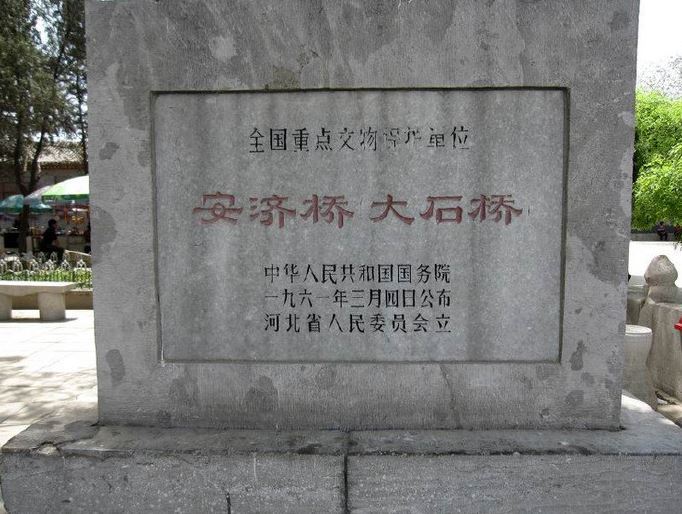 全国重点文物保护单位
安济桥 大石桥
中华人民共和国国务院
一九六一年三月四日公布
河北省人民委员会立